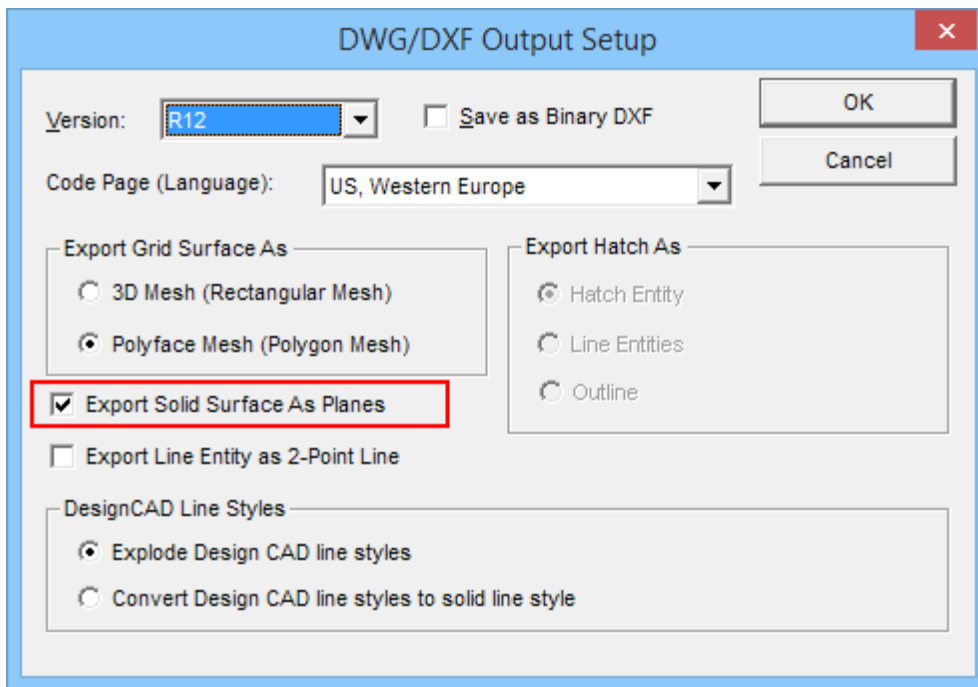 DWG/DXF Output Setup
Version: R12 Save as Binary DXF OK
Cancel
Code Page (Language): US, Western Europe
Export Grid Surface As
3D Mesh (Rectangular Mesh)
Polyface Mesh (Polygon Mesh)
Export Hatch As
Hatch Entity
Line Entities
Outline
Export Solid Surface As Planes
Export Line Entity as 2-Point Line
DesignCAD Line Styles
Explode Design CAD line styles
Convert Design CAD line styles to solid line style